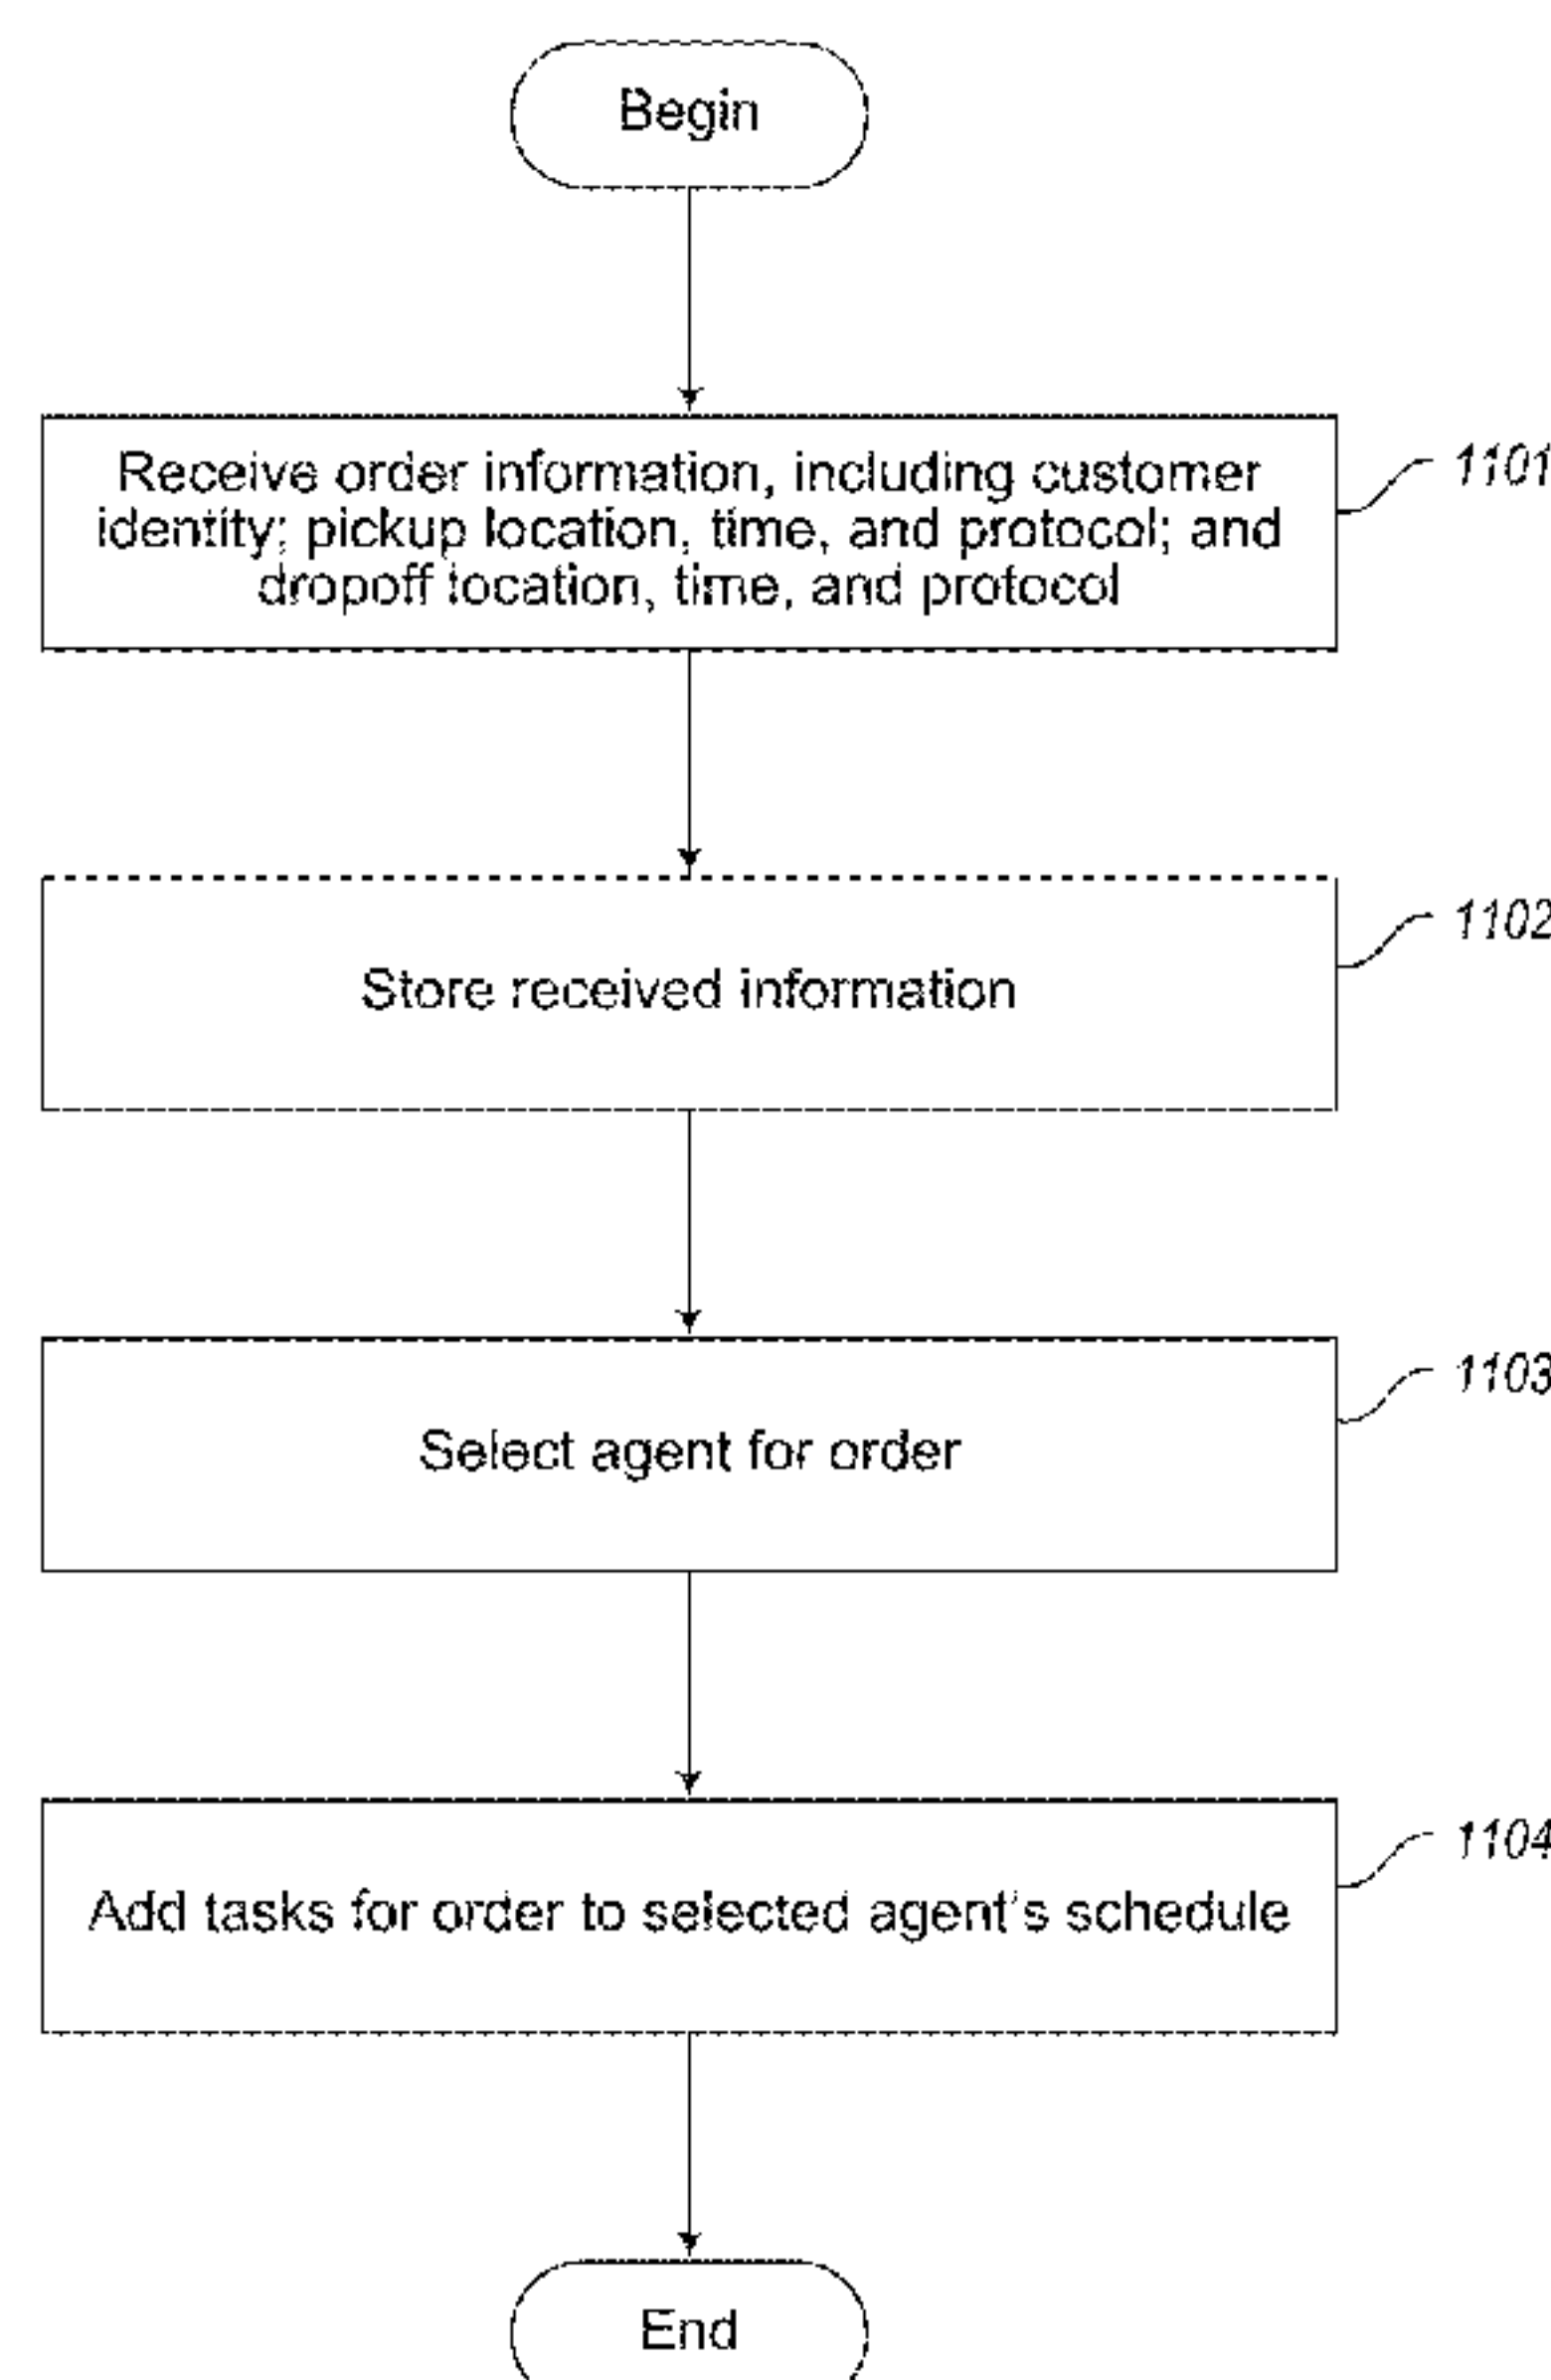 Begin
Receive order information, including customer
identity; pickup location, time, and protocol; and
dropoff location, time, and protocol
1101
Store received information
1102
Select agent for order
1103
Add tasks for order to selected agent's schedule
1104
End